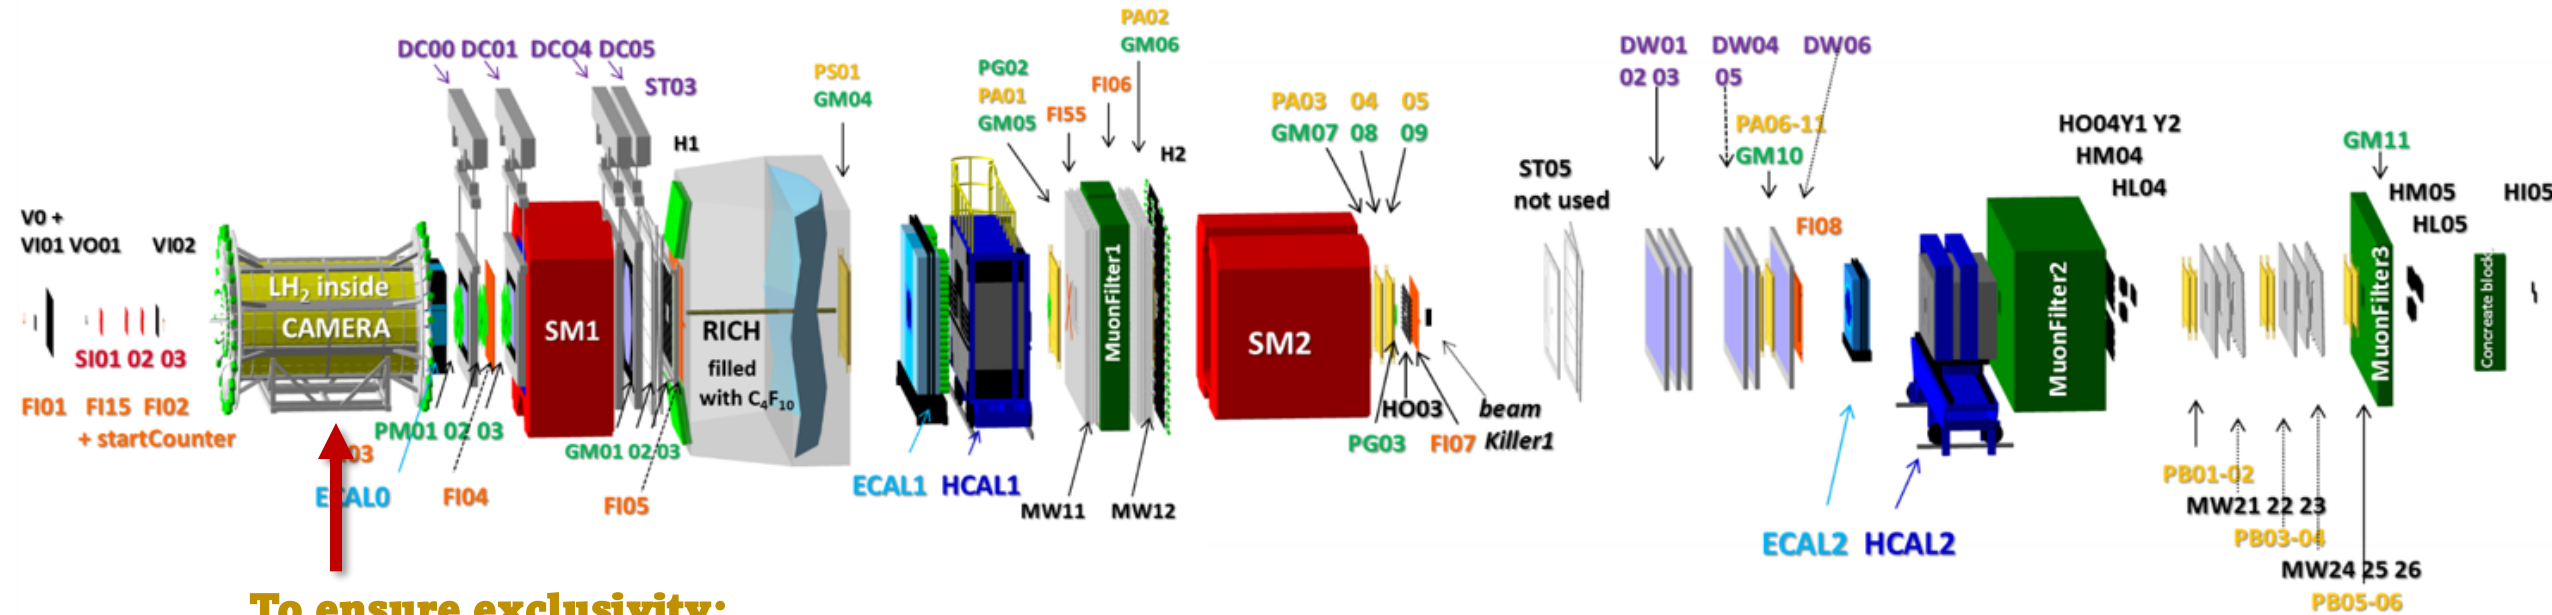 PA02
GM06
DC00 DC01 DCO4 DC05
ST03
PS01
GM04
PG02
PA01
GM05
FI55
FI06
H1
H2
PA03 04 05
GM07 08 09
DW01 DW04 DW06
02 03 05
PA06-11
GM10
ST05
not used
FI08
HO04Y1 Y2
HM04
HL04
GM11
HM05
HL05
HI05
V0 +
VI01 VO01 VI02
LH2 inside
CAMERA
SI01 02 03
FI01 FI15 FI02
+ startCounter
SM1
RICH
filled
with C4F10
MuonFilter1
SM2
MuonFilter2
MuonFilter3
Concreate block
03
PM01 02 03
ECAL0
FI04
GM01 02 03
FI05
ECAL1 HCAL1
MW11 MW12
HO03
PG03 FI07
beam
Killer1
ECAL2 HCAL2
PB01-02
MW21 22 23
PB03-04
MW24 25 26
PB05-06
To ensure exclusivity: